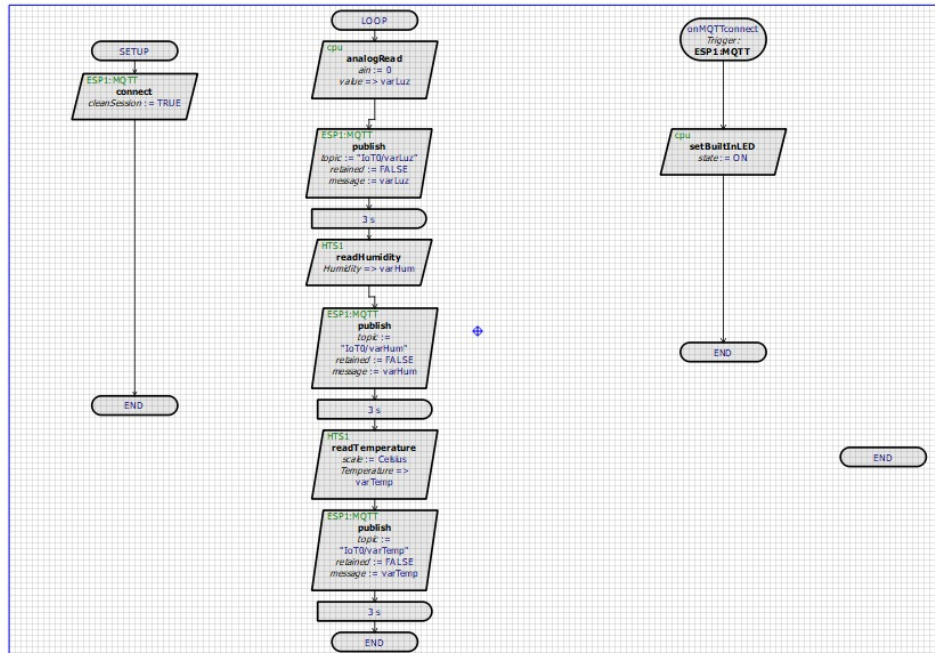 SETUP
ESP1:MQTT
connect
cleanSession := TRUE
END
LOOP
cpu
analogRead
ain := 0
value => varLuz
ESP1:MQTT
publish
topic := "IoT0/varLuz"
retained := FALSE
message := varLuz
3 s
HTS1
readHumidity
Humidity => varHum
ESP1:MQTT
publish
topic :=
"IoT0/varHum"
retained := FALSE
message := varHum
3 s
HTS1
readTemperature
scale := Celsius
Temperature =>
varTemp
ESP1:MQTT
publish
topic :=
"IoT0/varTemp"
retained := FALSE
message := varTemp
3 s
END
onMQTTconnect
Trigger:
ESP1:MQTT
cpu
setBuiltInLED
state := ON
END
END